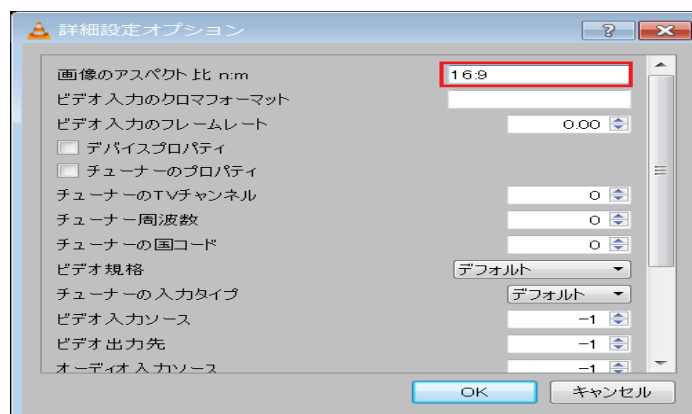 詳細設定オプション
画像のアスペクト比 n:m 16:9
ビデオ入力のクロマフォーマット
ビデオ入力のフレームレート 0.00
デバイスプロパティ
チューナーのプロパティ
チューナーのTVチャンネル 0
チューナー周波数 0
チューナーの国コード 0
ビデオ規格 デフォルト
チューナーの入力タイプ デフォルト
ビデオ入力ソース -1
ビデオ出力先 -1
オーディオ入力ソース -1
OK キャンセル